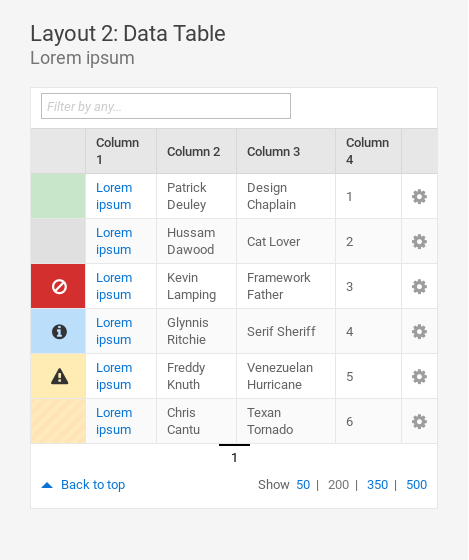 Layout 2: Data Table
Lorem ipsum
Filter by any...
Column 1 Column 2 Column 3 Column 4
Lorem ipsum Patrick Deuley Design Chaplain 1
Lorem ipsum Hussam Dawood Cat Lover 2
Lorem ipsum Kevin Lamping Framework Father 3
Lorem ipsum Glynnis Ritchie Serif Sheriff 4
Lorem ipsum Freddy Knuth Venezuelan Hurricane 5
Lorem ipsum Chris Cantu Texan Tornado 6
1
Back to top Show 50 | 200 | 350 | 500